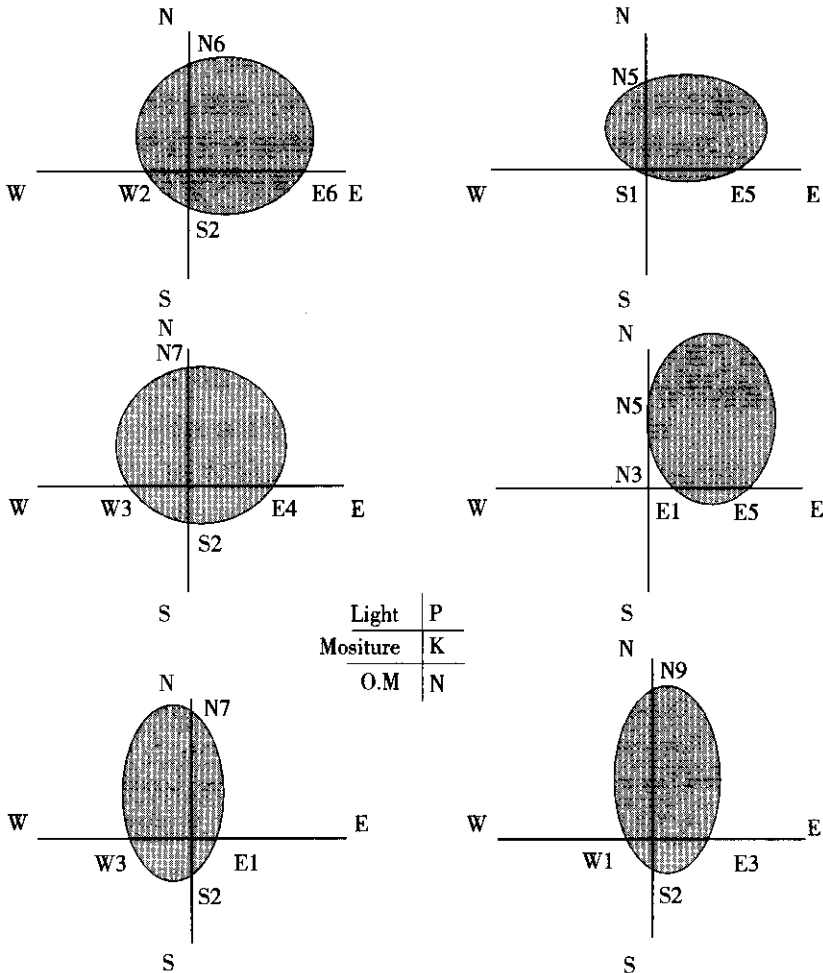 N N
N6
N5
W W2 E6 E W S1 E5 E
S2
S S
N N
N7
N5
N3
W W3 E4 E W E1 E5 E
S2
S S
Light P
Mositure K
O.M N
N N
N7 N9
W E W E
W3 E1 W1 E3
S2 S2
S S